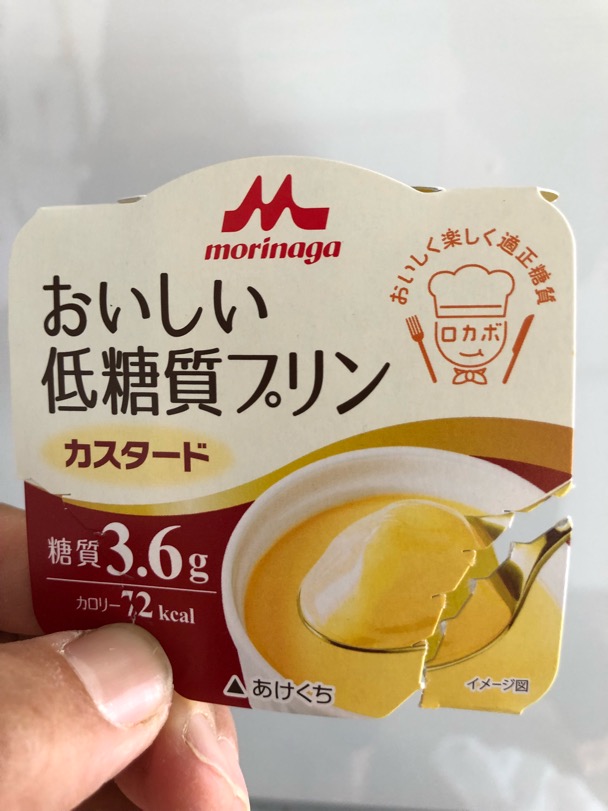 morinaga
おいしく楽しく適正糖質
ロカボ
おいしい
低糖質プリン
カスタード
糖質3.6g
カロリー72kcal
▲あけくち
イメージ図